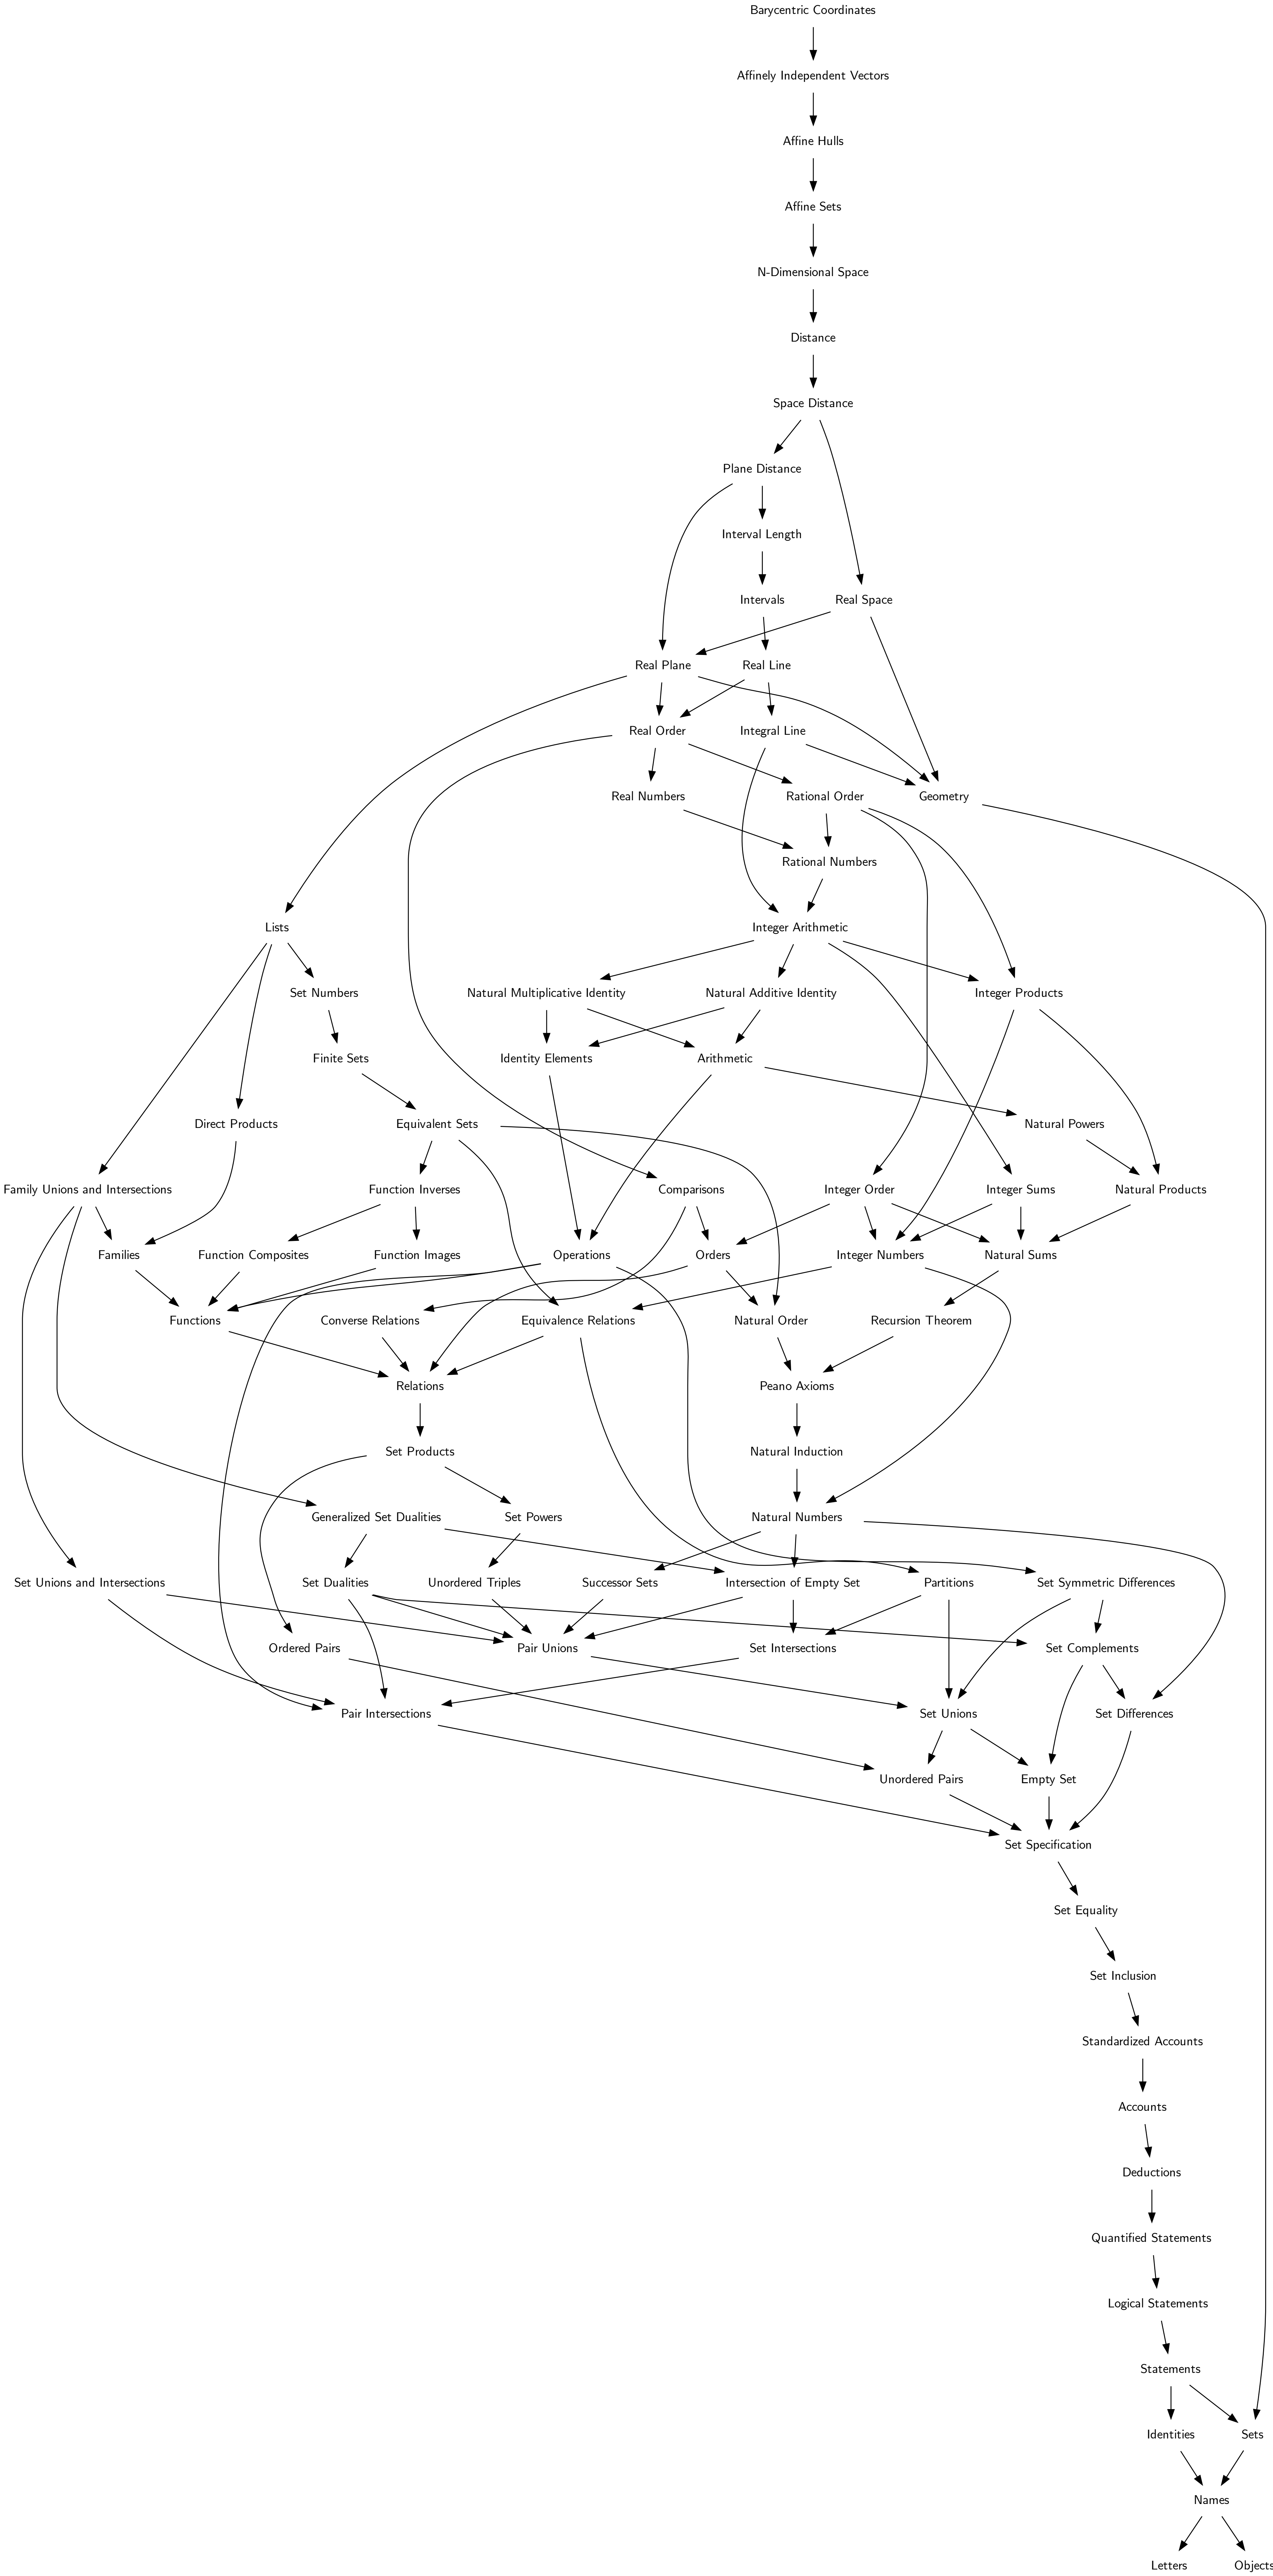 Barycentric Coordinates
Affinely Independent Vectors
Affine Hulls
Affine Sets
N-Dimensional Space
Distance
Space Distance
Plane Distance
Interval Length
Intervals
Real Space
Real Plane
Real Line
Real Order
Integral Line
Real Numbers
Rational Order
Geometry
Rational Numbers
Lists
Integer Arithmetic
Set Numbers
Natural Multiplicative Identity
Natural Additive Identity
Integer Products
Finite Sets
Identity Elements
Arithmetic
Direct Products
Equivalent Sets
Natural Powers
Family Unions and Intersections
Function Inverses
Comparisons
Integer Order
Integer Sums
Natural Products
Families
Function Composites
Function Images
Operations
Orders
Integer Numbers
Natural Sums
Functions
Converse Relations
Equivalence Relations
Natural Order
Recursion Theorem
Relations
Peano Axioms
Set Products
Natural Induction
Generalized Set Dualities
Set Powers
Natural Numbers
Set Unions and Intersections
Set Dualities
Unordered Triples
Successor Sets
Intersection of Empty Set
Partitions
Set Symmetric Differences
Ordered Pairs
Pair Unions
Set Intersections
Set Complements
Pair Intersections
Set Unions
Set Differences
Unordered Pairs
Empty Set
Set Specification
Set Equality
Set Inclusion
Standardized Accounts
Accounts
Deductions
Quantified Statements
Logical Statements
Statements
Identities
Sets
Names
Letters
Objects